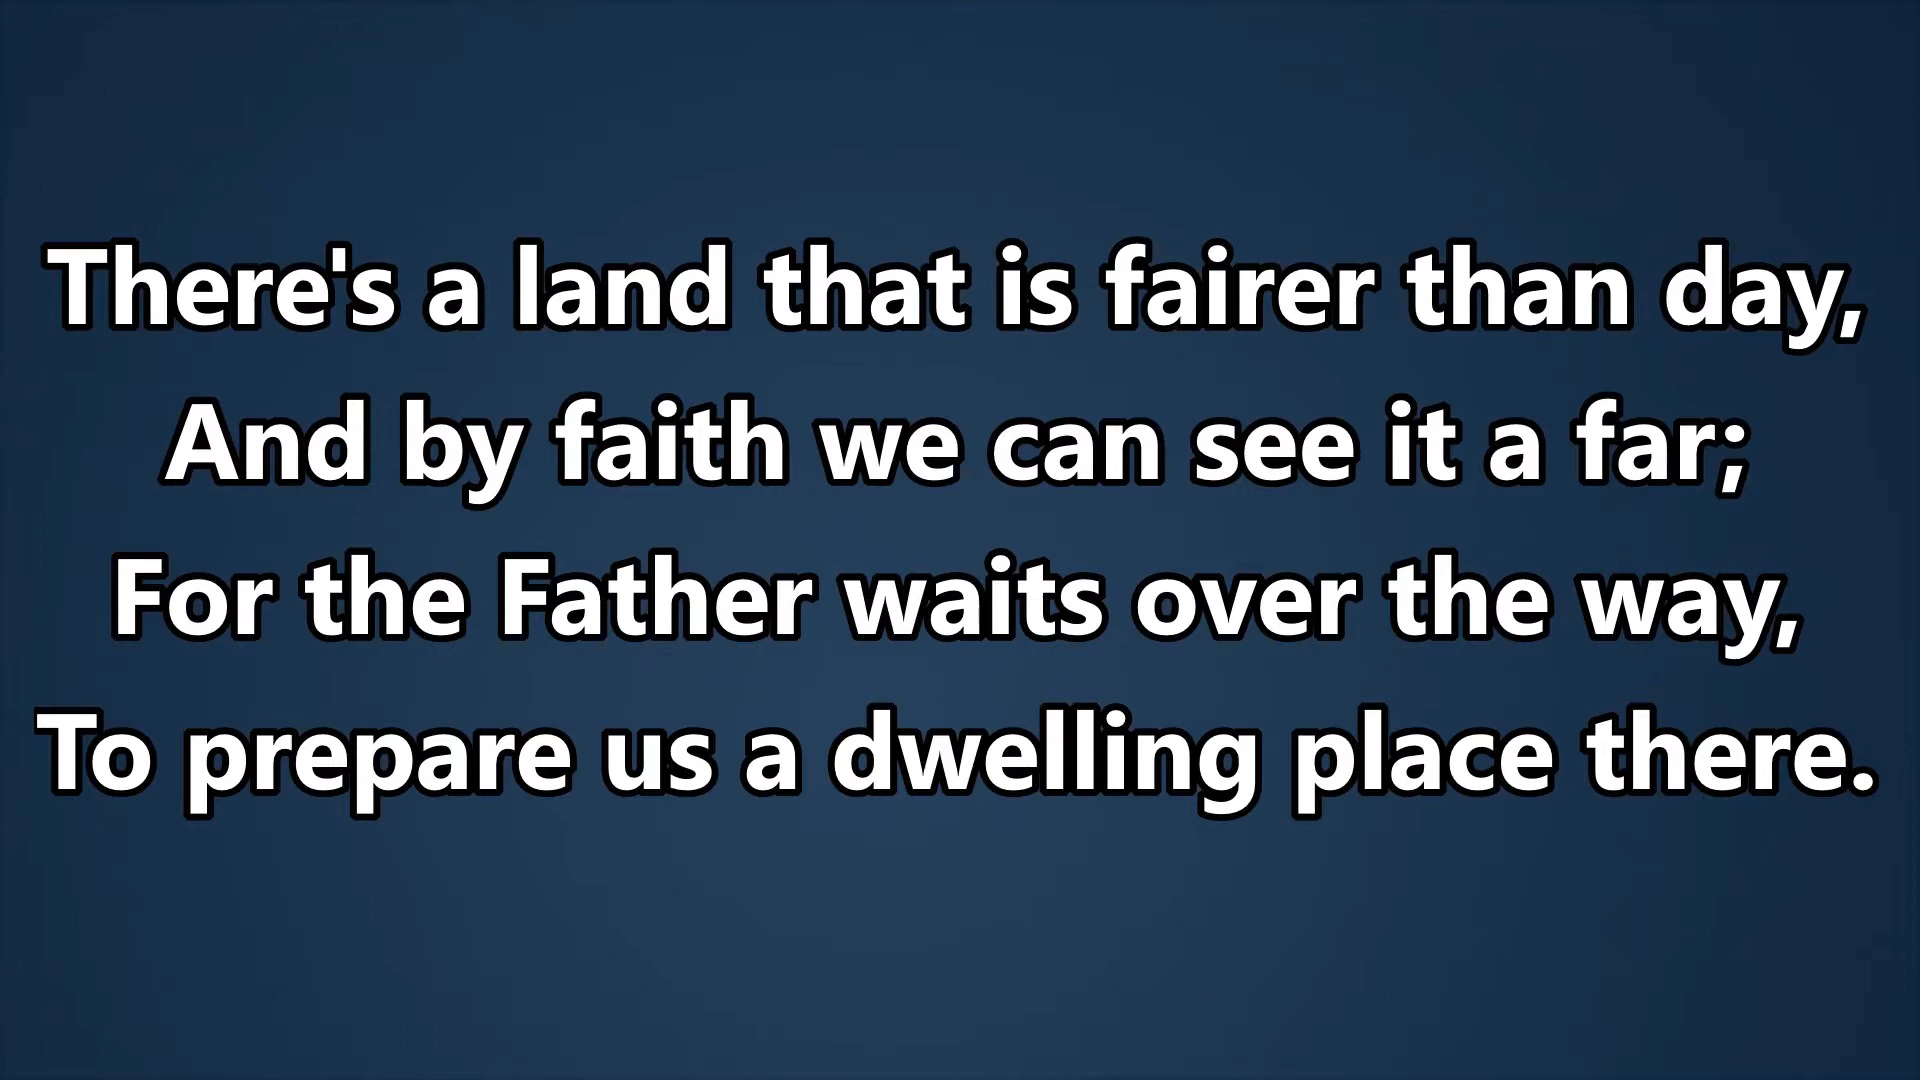 There's a land that is fairer than day,
And by faith we can see it a far;
For the Father waits over the way,
To prepare us a dwelling place there.